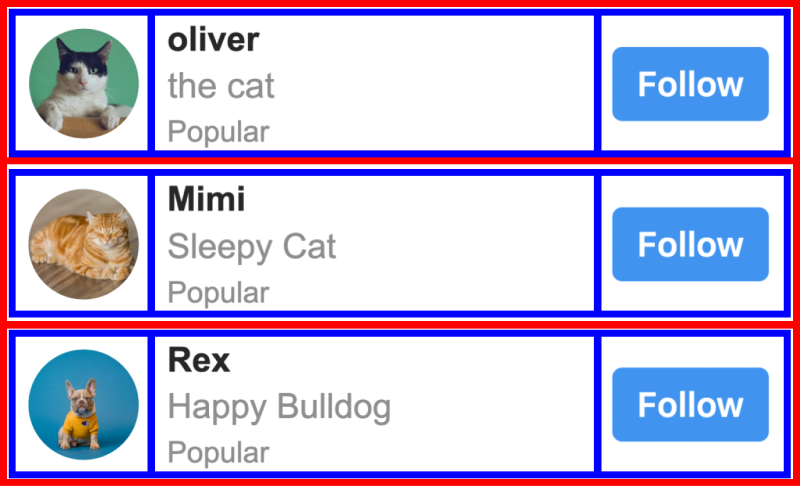 oliver
the cat
Popular
Follow
Mimi
Sleepy Cat
Popular
Follow
Rex
Happy Bulldog
Popular
Follow